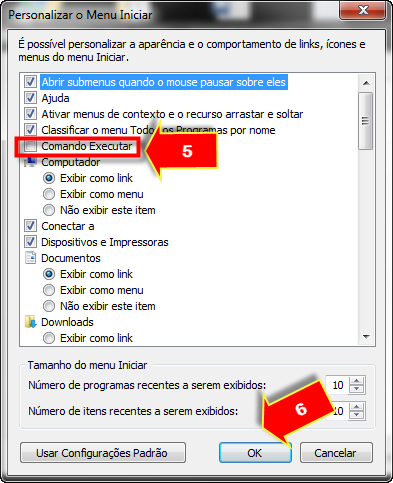 Personalizar o Menu Iniciar
É possível personalizar a aparência e o comportamento de links, ícones e
menus do menu Iniciar.
Abrir submenus quando o mouse pausar sobre eles
Ajuda
Ativar menus de contexto e o recurso arrastar e soltar
Classificar o menu Todos os Programas por nome
Comando Executar
5
Computador
Exibir como link
Exibir como menu
Não exibir este item
Conectar a
Dispositivos e Impressoras
Documentos
Exibir como link
Exibir como menu
Não exibir este item
Downloads
Exibir como link
Tamanho do menu Iniciar
Número de programas recentes a serem exibidos: 10
Número de itens recentes a serem exibidos: 10
6
Usar Configurações Padrão OK Cancelar